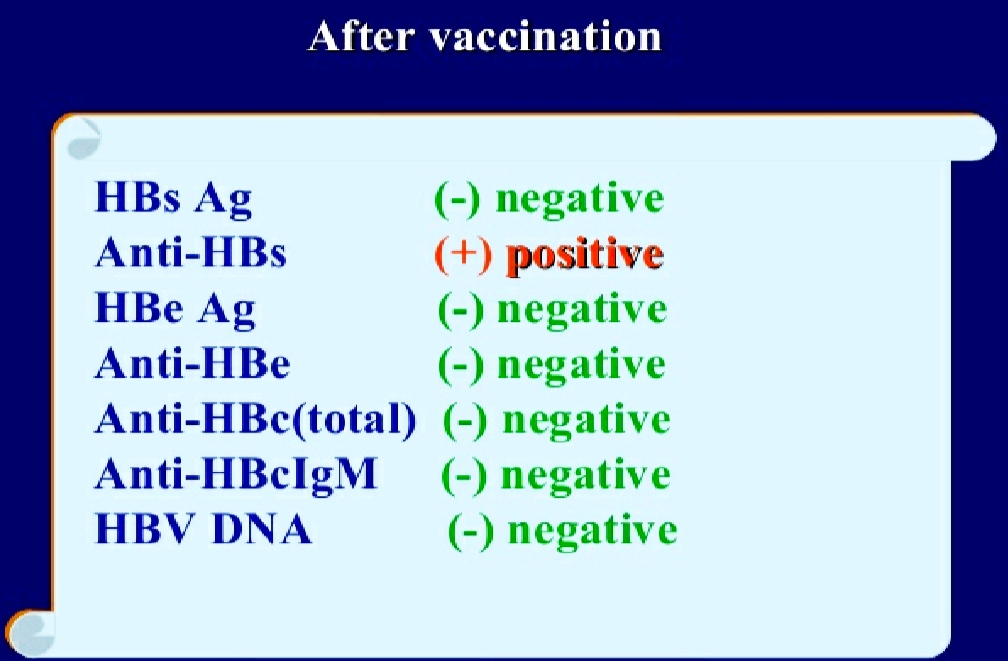 After vaccination
HBs Ag (-) negative
Anti-HBs (+) positive
HBe Ag (-) negative
Anti-HBe (-) negative
Anti-HBc(total) (-) negative
Anti-HBcIgM (-) negative
HBV DNA (-) negative